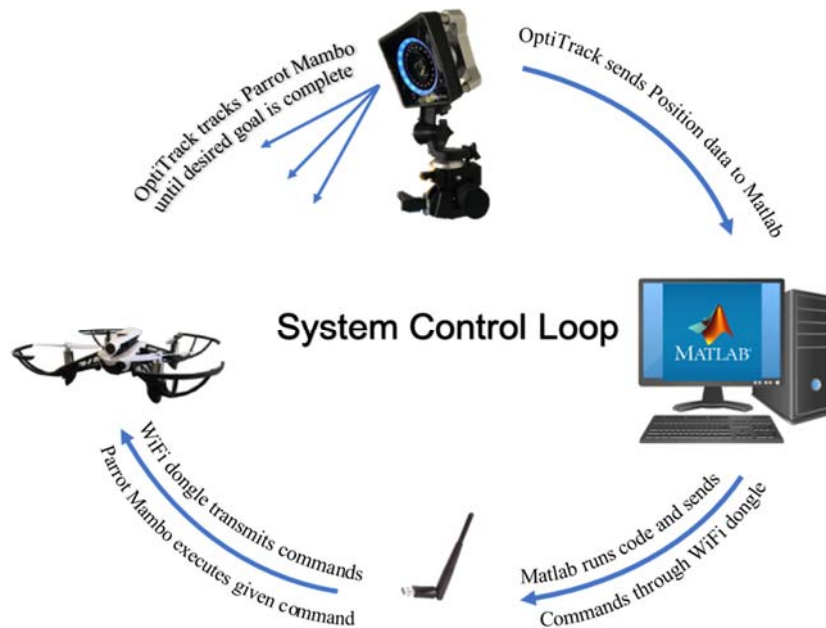 OptiTrack tracks Parrot Mambo
until desired goal is complete
OptiTrack sends Position data to Matlab
System Control Loop
MATLAB®
WiFi dongle transmits commands
Parrot Mambo executes given command
Matlab runs code and sends
Commands through WiFi dongle